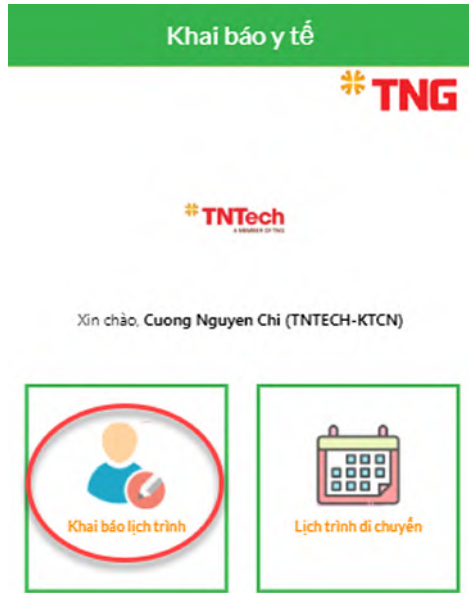 Khai báo y tế
TNG
TNTech
A MEMBER OF TNG
Xin chào, Cuong Nguyen Chi (TNTECH-KTCN)
Khai báo lịch trình
Lịch trình di chuyển